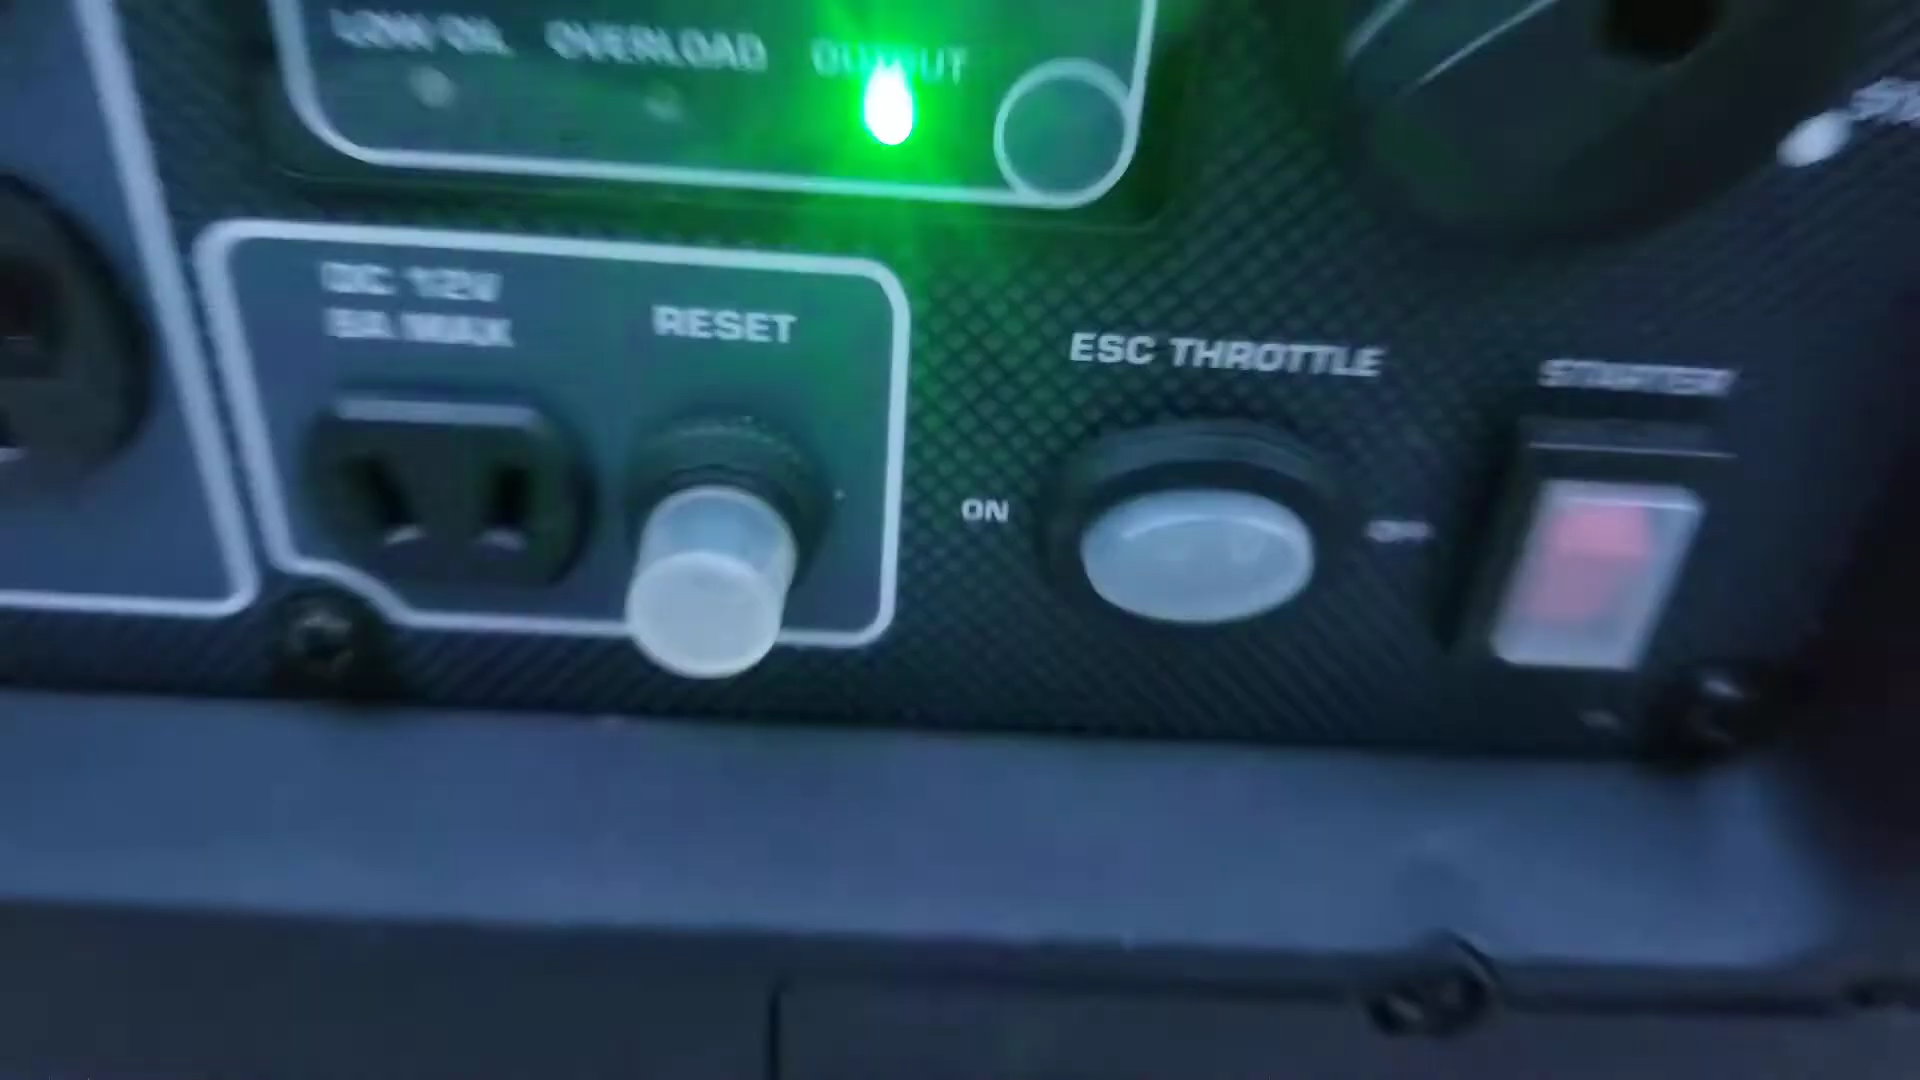 LOW OIL OVERLOAD OUTPUT
DC 12V
8A MAX
RESET
ESC THROTTLE
STARTER
ON
OFF